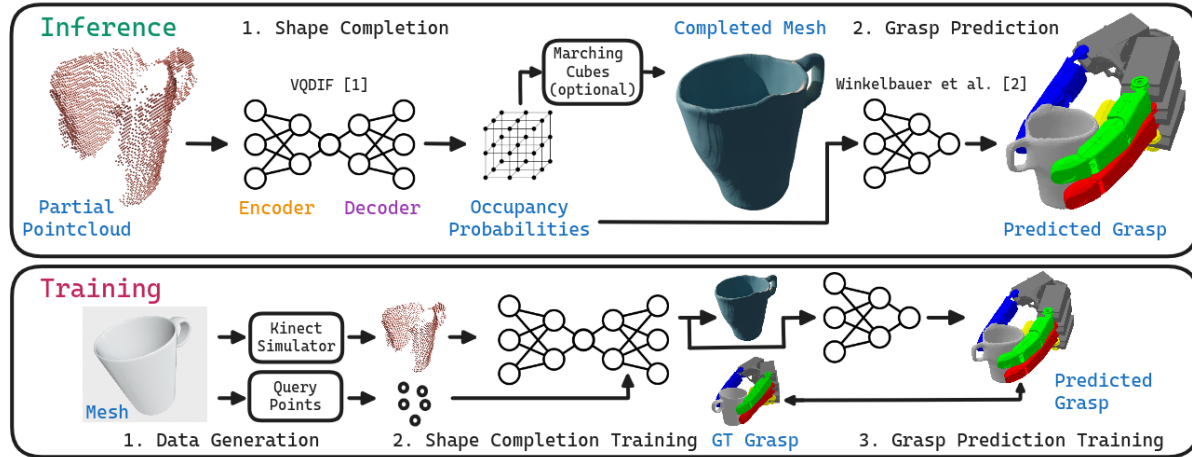 Inference
1. Shape Completion
Completed Mesh
2. Grasp Prediction
Marching
Cubes
(optional)
VQDIF [1]
Winkelbauer et al. [2]
Partial
Pointcloud
Encoder
Decoder
Occupancy
Probabilities
Predicted Grasp
Training
Kinect
Simulator
Query
Points
Mesh
Predicted
Grasp
1. Data Generation
2. Shape Completion Training
GT Grasp
3. Grasp Prediction Training